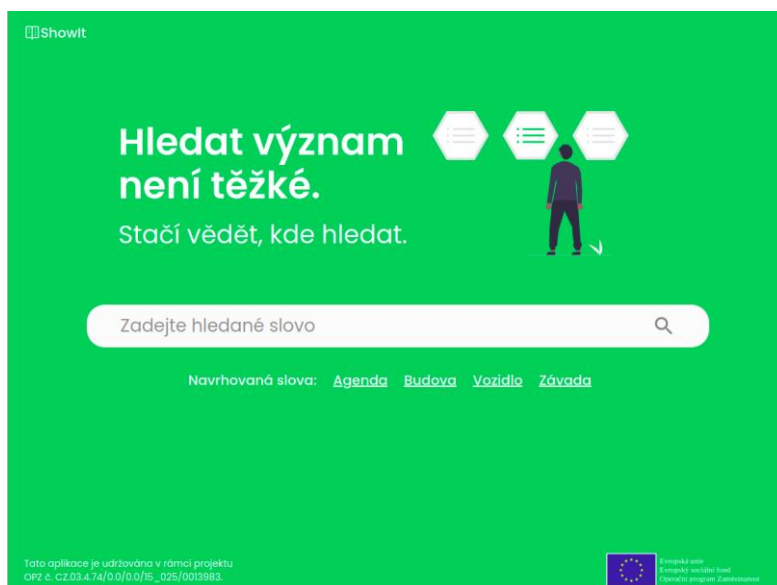 ShowIt
Hledat význam
není těžké.
Stačí vědět, kde hledat.
Zadejte hledané slovo
Navrhovaná slova: Agenda Budova Vozidlo Závada
Tato aplikace je udržována v rámci projektu
OPZ č. CZ.03.4.74/0.0/0.0/15_025/0013983.
Evropská unie
Evropský sociální fond
Operační program Zaměstnanost